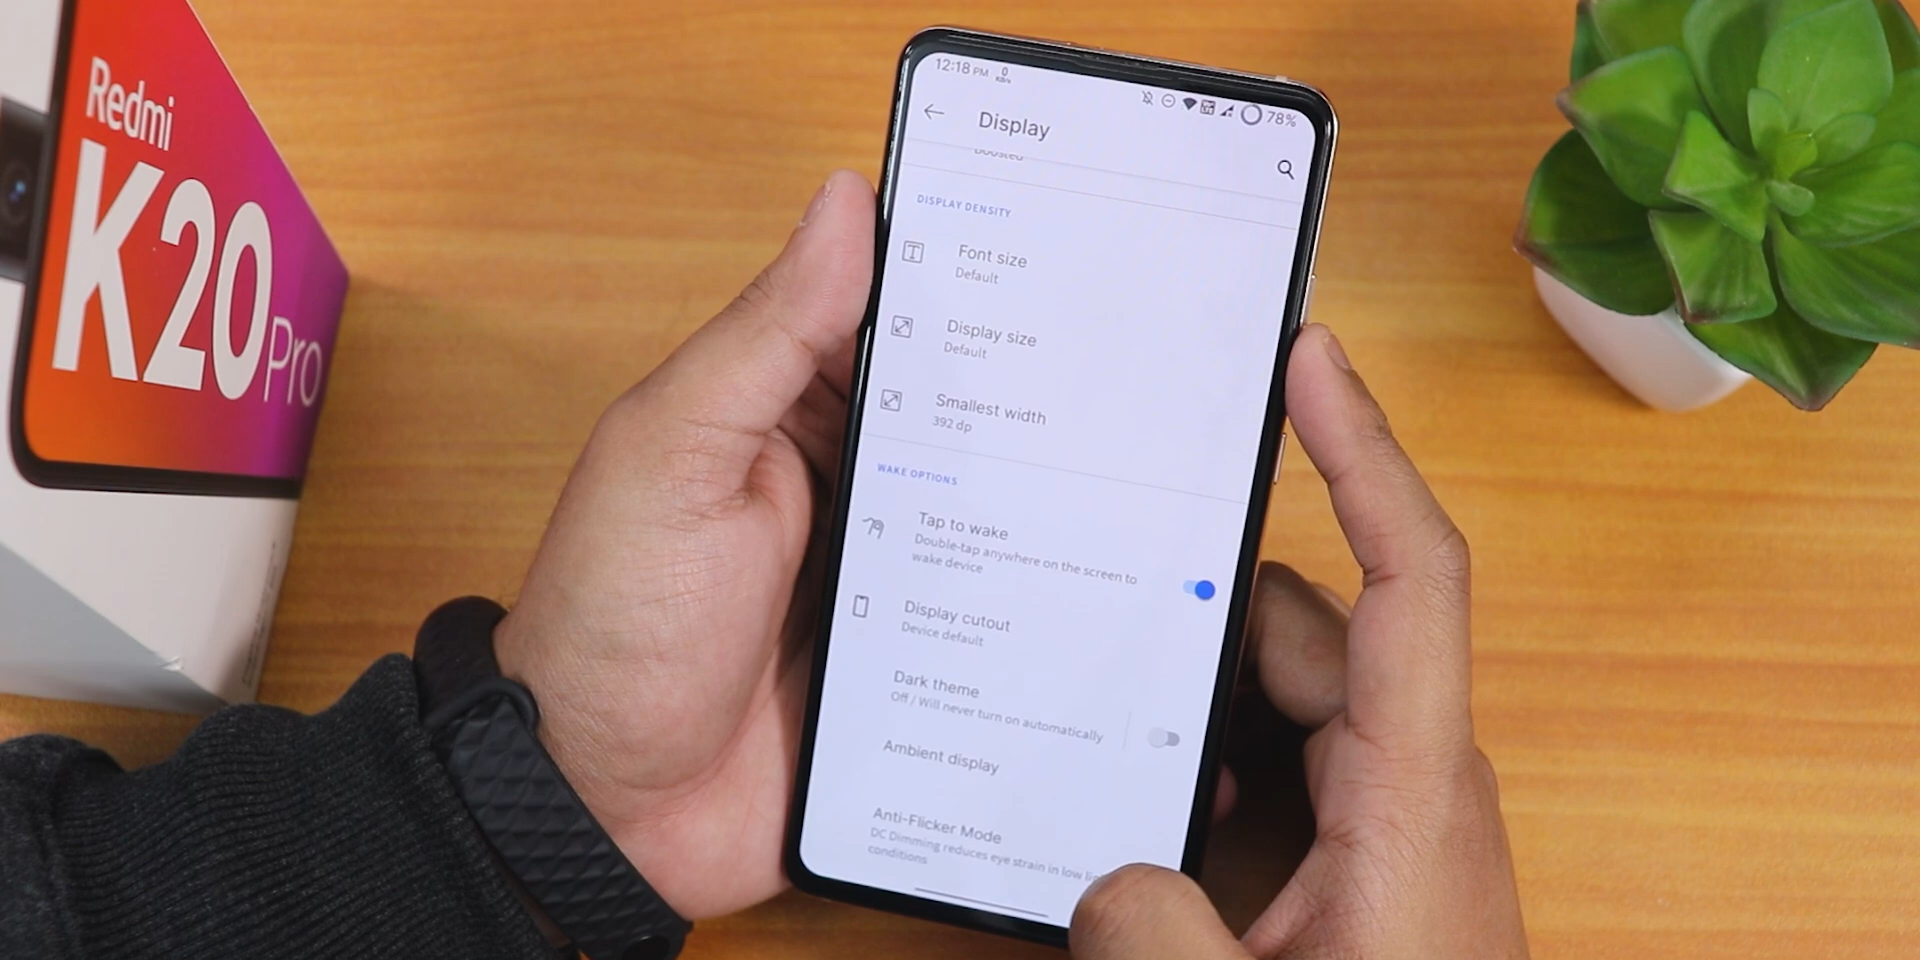 Redmi
K20 Pro
12:18 PM
0
78%
Display
Boosted
DISPLAY DENSITY
Font size
Default
Display size
Default
Smallest width
392 dp
WAKE OPTIONS
Tap to wake
Double-tap anywhere on the screen to
wake device
Display cutout
Device default
Dark theme
Off / Will never turn on automatically
Ambient display
Anti-Flicker Mode
DC Dimming reduces eye strain in low
conditions